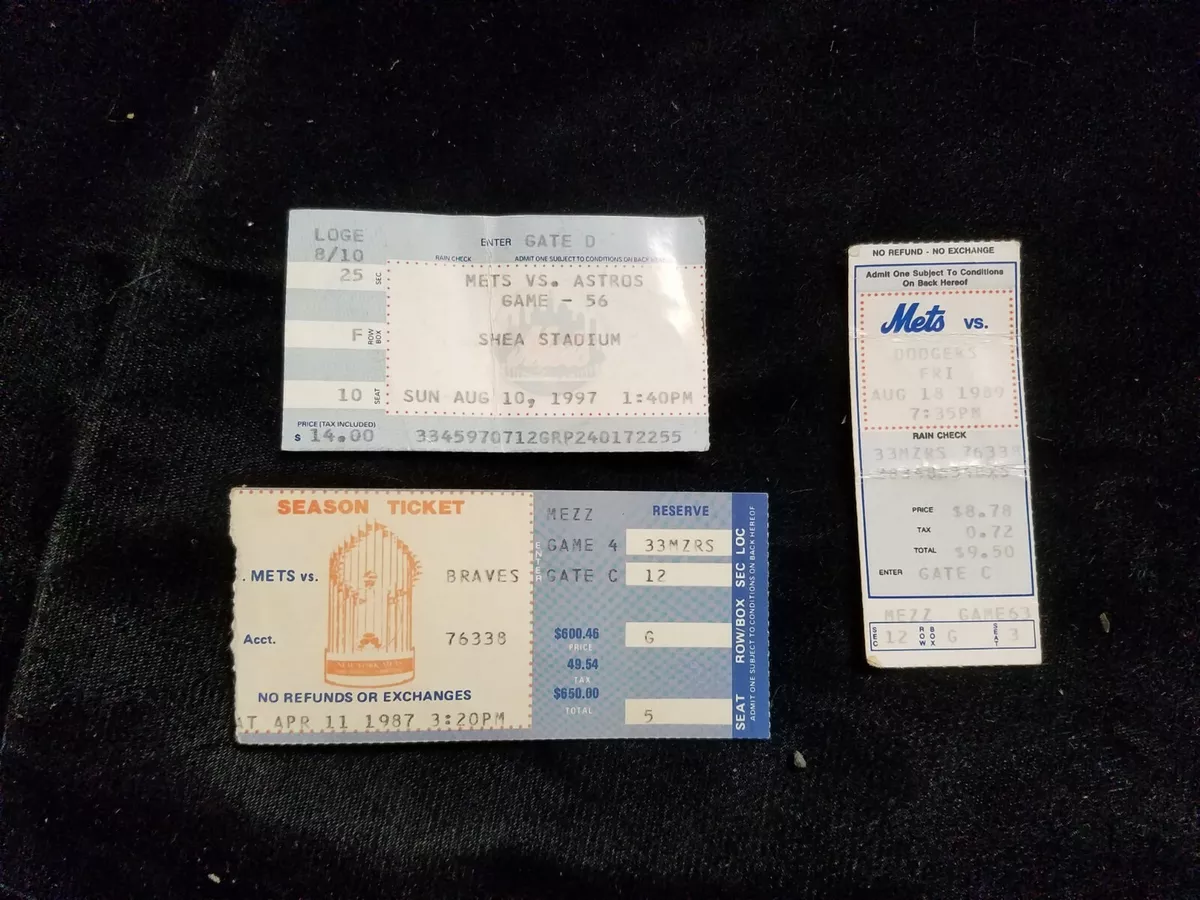 LOGE
8/10
ENTER GATE D
RAIN CHECK ADMIT ONE SUBJECT TO CONDITIONS ON BACK
25 SEC
METS VS. ASTROS
GAME - 56
F ROW BOX
SHEA STADIUM
10 SEAT
SUN AUG 10, 1997 1:40PM
PRICE (TAX INCLUDED)
$ 14.00 3345970712GRP240172255
SEASON TICKET
. METS vs. BRAVES
Acct. 76338
NEW YORK METS
NO REFUNDS OR EXCHANGES
AT APR 11 1987 3:20PM
MEZZ RESERVE
ENTER
GAME 4 33MZRS
GATE C 12
$600.46 G
PRICE
49.54
TAX
$650.00
TOTAL 5
SEAT ROW/BOX SEC LOC
ADMIT ONE SUBJECT TO CONDITIONS ON BACK HEREOF
NO REFUND - NO EXCHANGE
Admit One Subject To Conditions
On Back Hereof
Mets vs.
DODGERS
FRI
AUG 18 1989
7:35PM
RAIN CHECK
33MZRS 76338
PRICE $8.78
TAX 0.72
TOTAL $9.50
ENTER GATE C
MEZZ GAME63
SEC 12 ROW BOX G SEAT 3